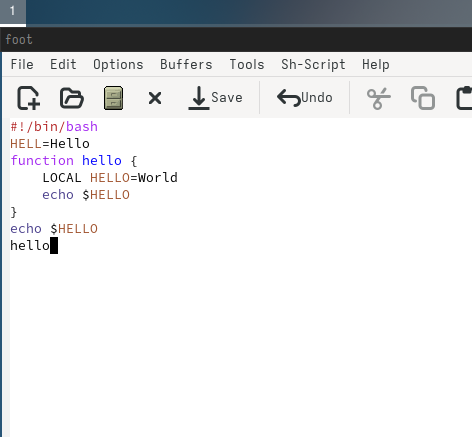 1
foot
File Edit Options Buffers Tools Sh-Script Help
Save Undo
#!/bin/bash
HELL=Hello
function hello {
    LOCAL HELLO=World
    echo $HELLO
}
echo $HELLO
hello